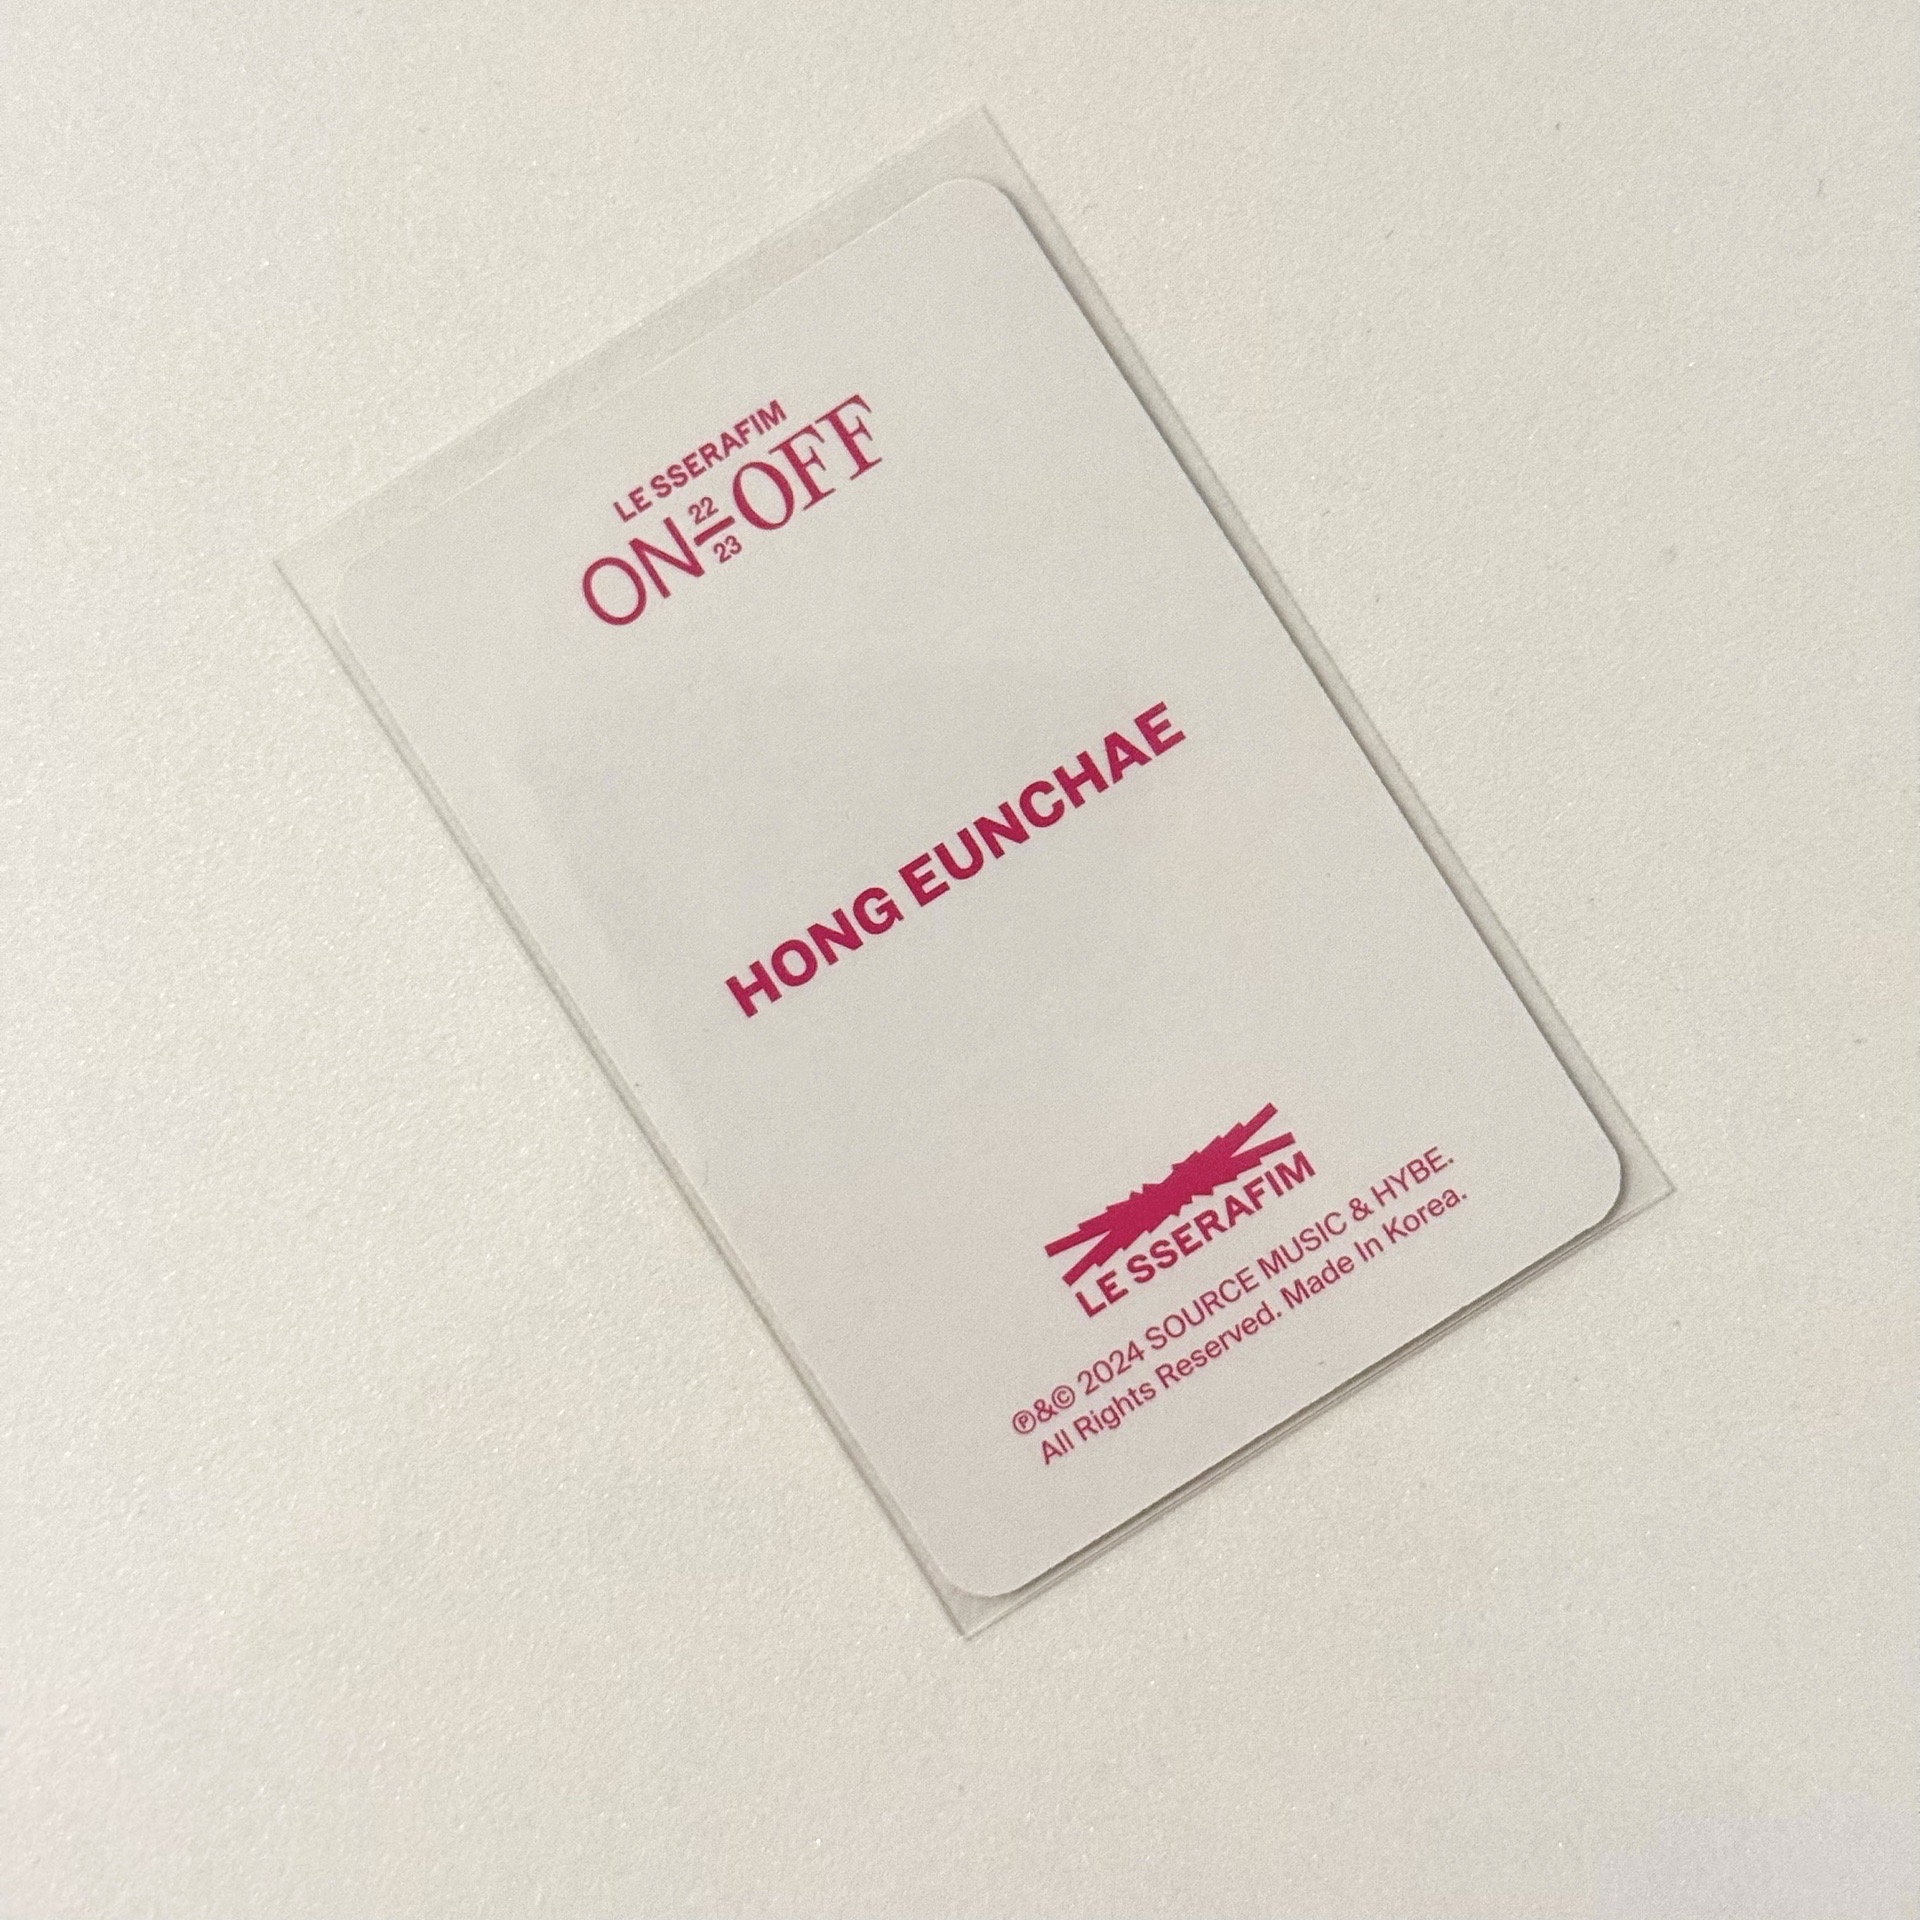 LE SSERAFIM
ON 22 23 OFF
HONG EUNCHAE
LE SSERAFIM
℗&© 2024 SOURCE MUSIC & HYBE.
All Rights Reserved. Made In Korea.